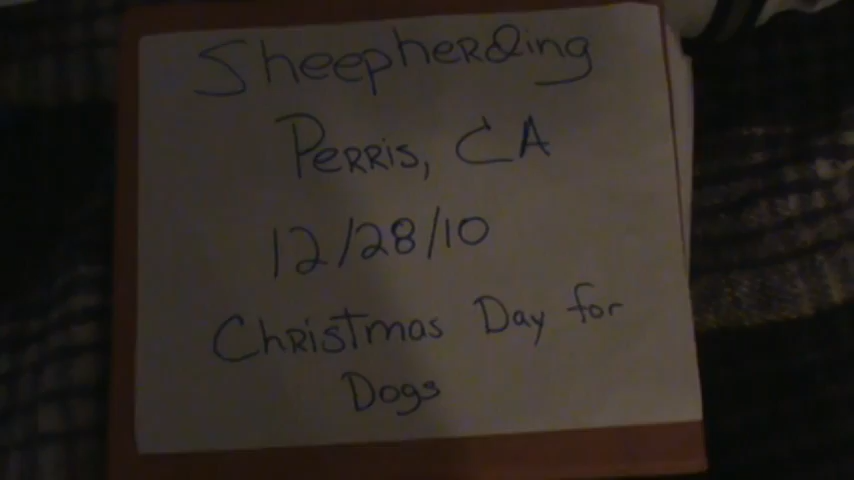 Sheepherding
Perris, CA
12/28/10
Christmas Day for
Dogs